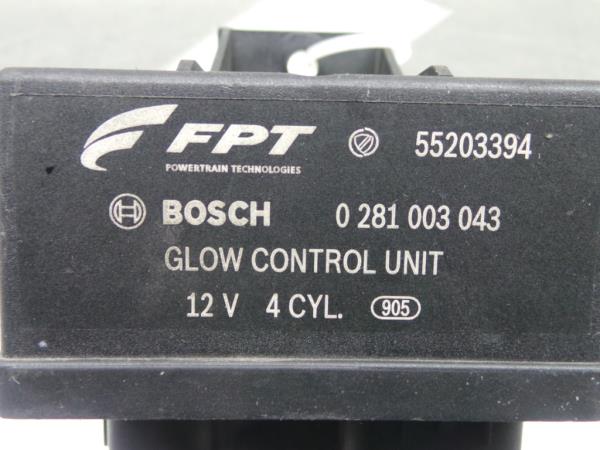 FPT 55203394
POWERTRAIN TECHNOLOGIES
BOSCH 0 281 003 043
GLOW CONTROL UNIT
12 V 4 CYL. 905